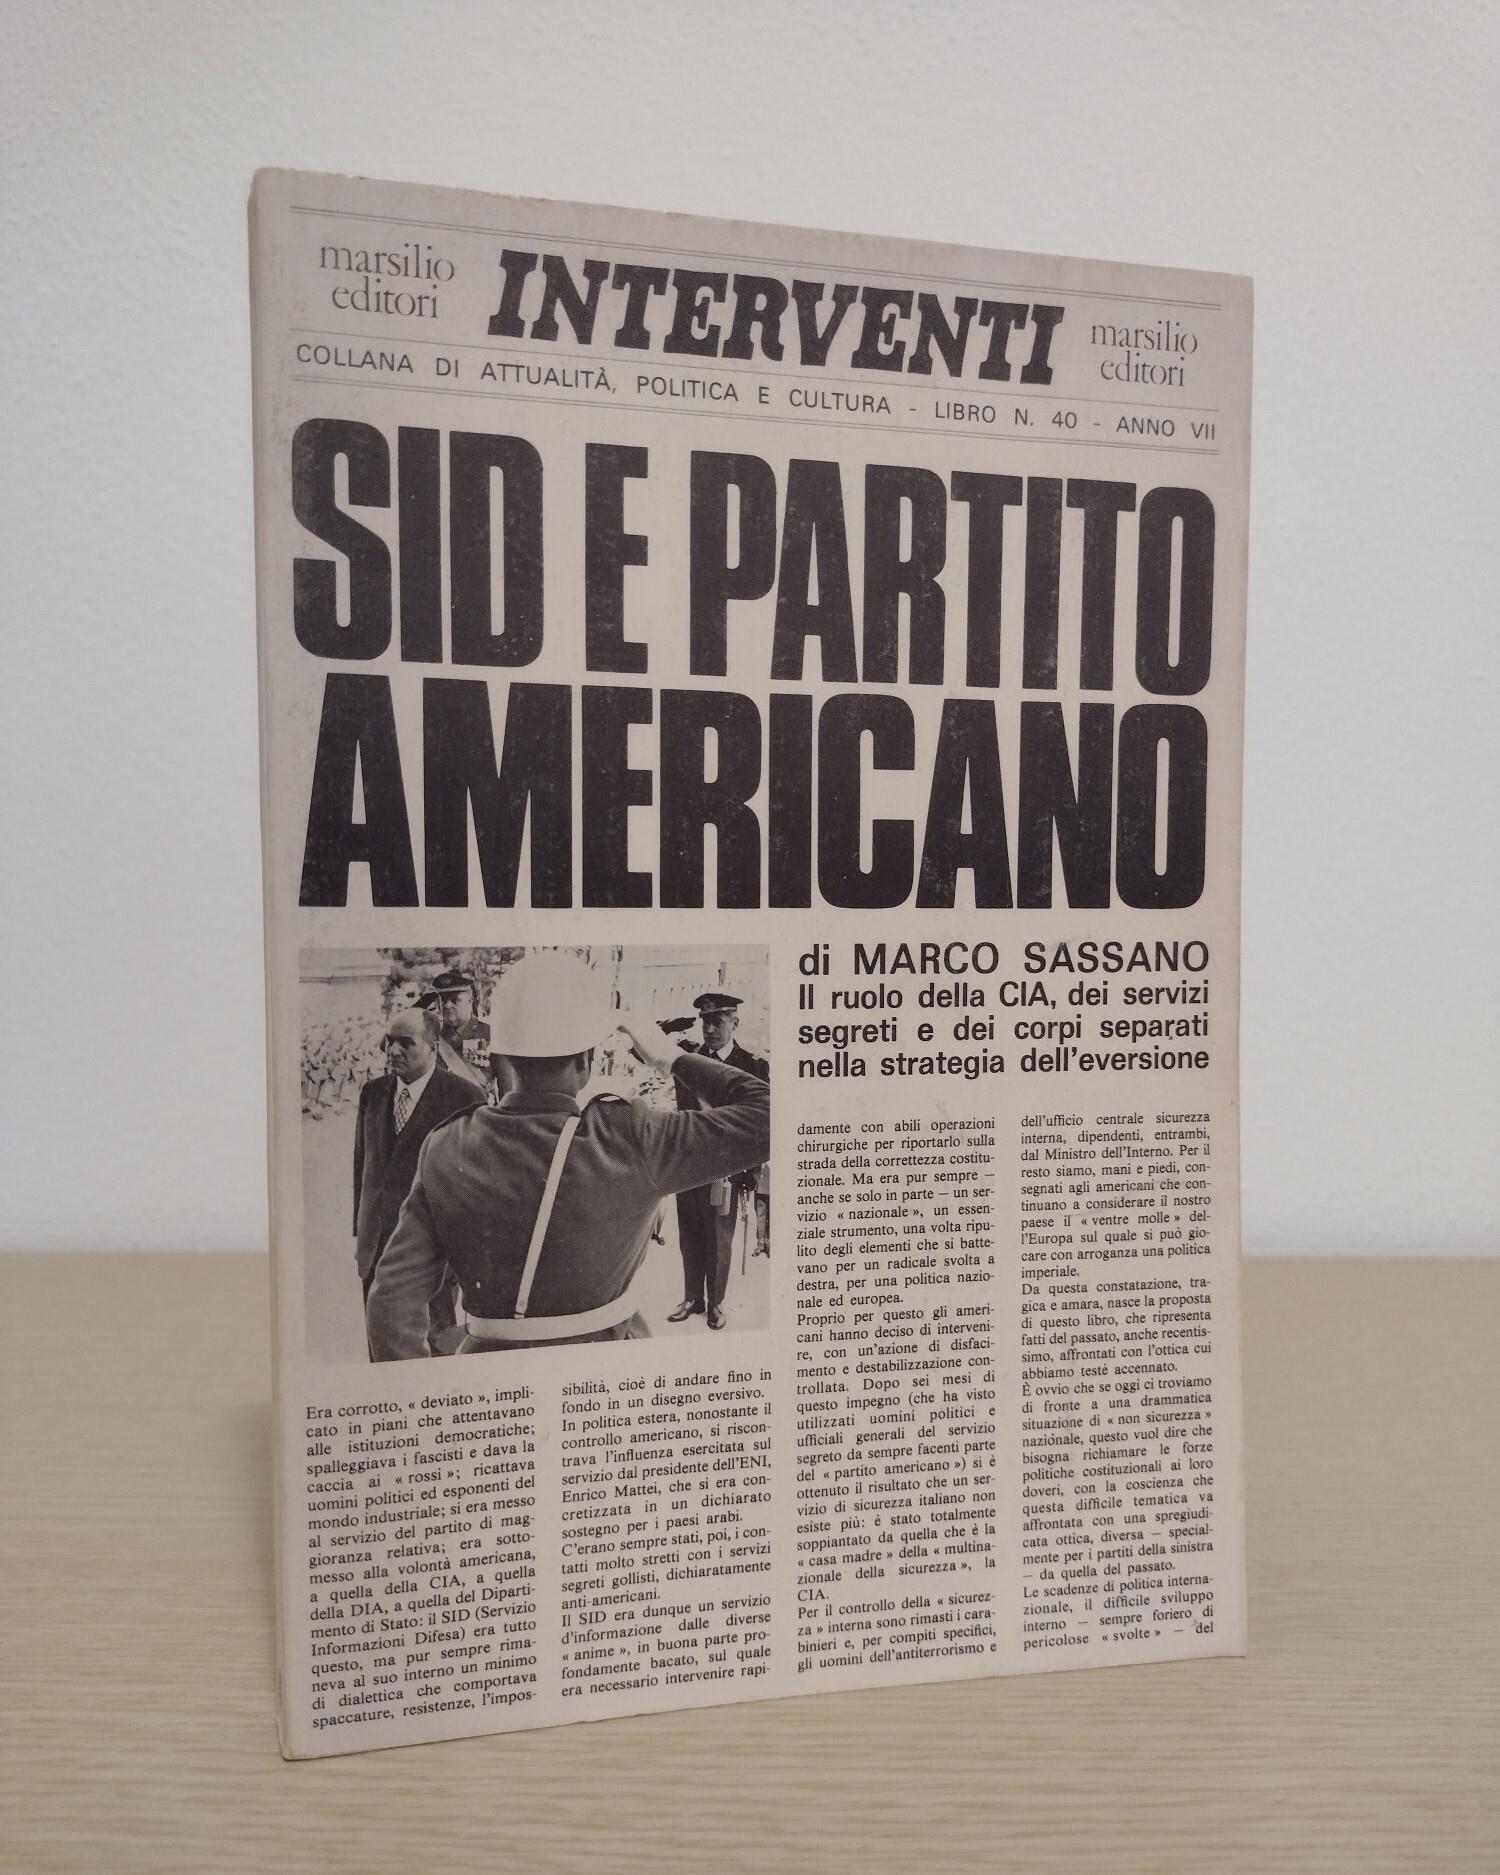 marsilio
editori
INTERVENTI
marsilio
editori
COLLANA DI ATTUALITÀ, POLITICA E CULTURA - LIBRO N. 40 - ANNO VII
SID E PARTITO
AMERICANO
di MARCO SASSANO
Il ruolo della CIA, dei servizi
segreti e dei corpi separati
nella strategia dell'eversione
Era corrotto, « deviato », impli-
cato in piani che attentavano
alle istituzioni democratiche;
spalleggiava i fascisti e dava la
caccia ai « rossi »; ricattava
uomini politici ed esponenti del
mondo industriale; si era messo
al servizio del partito di mag-
gioranza relativa; era sotto-
messo alla volontà americana,
a quella della CIA, a quella
della DIA, a quella del Diparti-
mento di Stato: il SID (Servizio
Informazioni Difesa) era tutto
questo, ma pur sempre rima-
neva al suo interno un minimo
di dialettica che comportava
spaccature, resistenze, l'impos-
sibilità, cioè di andare fino in
fondo in un disegno eversivo.
In politica estera, nonostante il
controllo americano, si riscon-
trava l'influenza esercitata sul
servizio dal presidente dell'ENI,
Enrico Mattei, che si era con-
cretizzata in un dichiarato
sostegno per i paesi arabi.
C'erano sempre stati, poi, i con-
tatti molto stretti con i servizi
segreti gollisti, dichiaratamente
anti-americani.
Il SID era dunque un servizio
d'informazione dalle diverse
« anime », in buona parte pro-
fondamente bacato, sul quale
era necessario intervenire rapi-
damente con abili operazioni
chirurgiche per riportarlo sulla
strada della correttezza costitu-
zionale. Ma era pur sempre —
anche se solo in parte — un ser-
vizio « nazionale », un essen-
ziale strumento, una volta ripu-
lito degli elementi che si batte-
vano per un radicale svolta a
destra, per una politica nazio-
nale ed europea.
Proprio per questo gli ameri-
cani hanno deciso di interveni-
re, con un'azione di disfaci-
mento e destabilizzazione con-
trollata. Dopo sei mesi di
questo impegno (che ha visto
utilizzati uomini politici e
ufficiali generali del servizio
segreto da sempre facenti parte
del « partito americano ») si è
ottenuto il risultato che un ser-
vizio di sicurezza italiano non
esiste più: è stato totalmente
soppiantato da quella che è la
« casa madre » della « multina-
zionale della sicurezza », la
CIA.
Per il controllo della « sicurez-
za » interna sono rimasti i cara-
binieri e, per compiti specifici,
gli uomini dell'antiterrorismo e
dell'ufficio centrale sicurezza
interna, dipendenti, entrambi,
dal Ministro dell'Interno. Per il
resto siamo, mani e piedi, con-
segnati agli americani che con-
tinuano a considerare il nostro
paese il « ventre molle » del-
l'Europa sul quale si può gio-
care con arroganza una politica
imperiale.
Da questa constatazione, tra-
gica e amara, nasce la proposta
di questo libro, che ripresenta
fatti del passato, anche recentis-
simo, affrontati con l'ottica cui
abbiamo testé accennato.
È ovvio che se oggi ci troviamo
di fronte a una drammatica
situazione di « non sicurezza »
nazionale, questo vuol dire che
bisogna richiamare le forze
politiche costituzionali ai loro
doveri, con la coscienza che
questa difficile tematica va
affrontata con una spregiudi-
cata ottica, diversa — special-
mente per i partiti della sinistra
— da quella del passato.
Le scadenze di politica interna-
zionale, il difficile sviluppo
interno — sempre foriero di
pericolose « svolte » — del